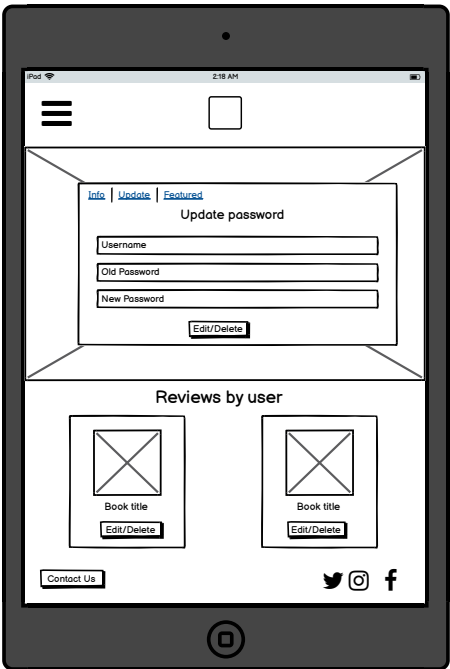 iPad 2:18 AM
Info Update Featured
Update password
Username
Old Password
New Password
Edit/Delete
Reviews by user
Book title Book title
Edit/Delete Edit/Delete
Contact Us